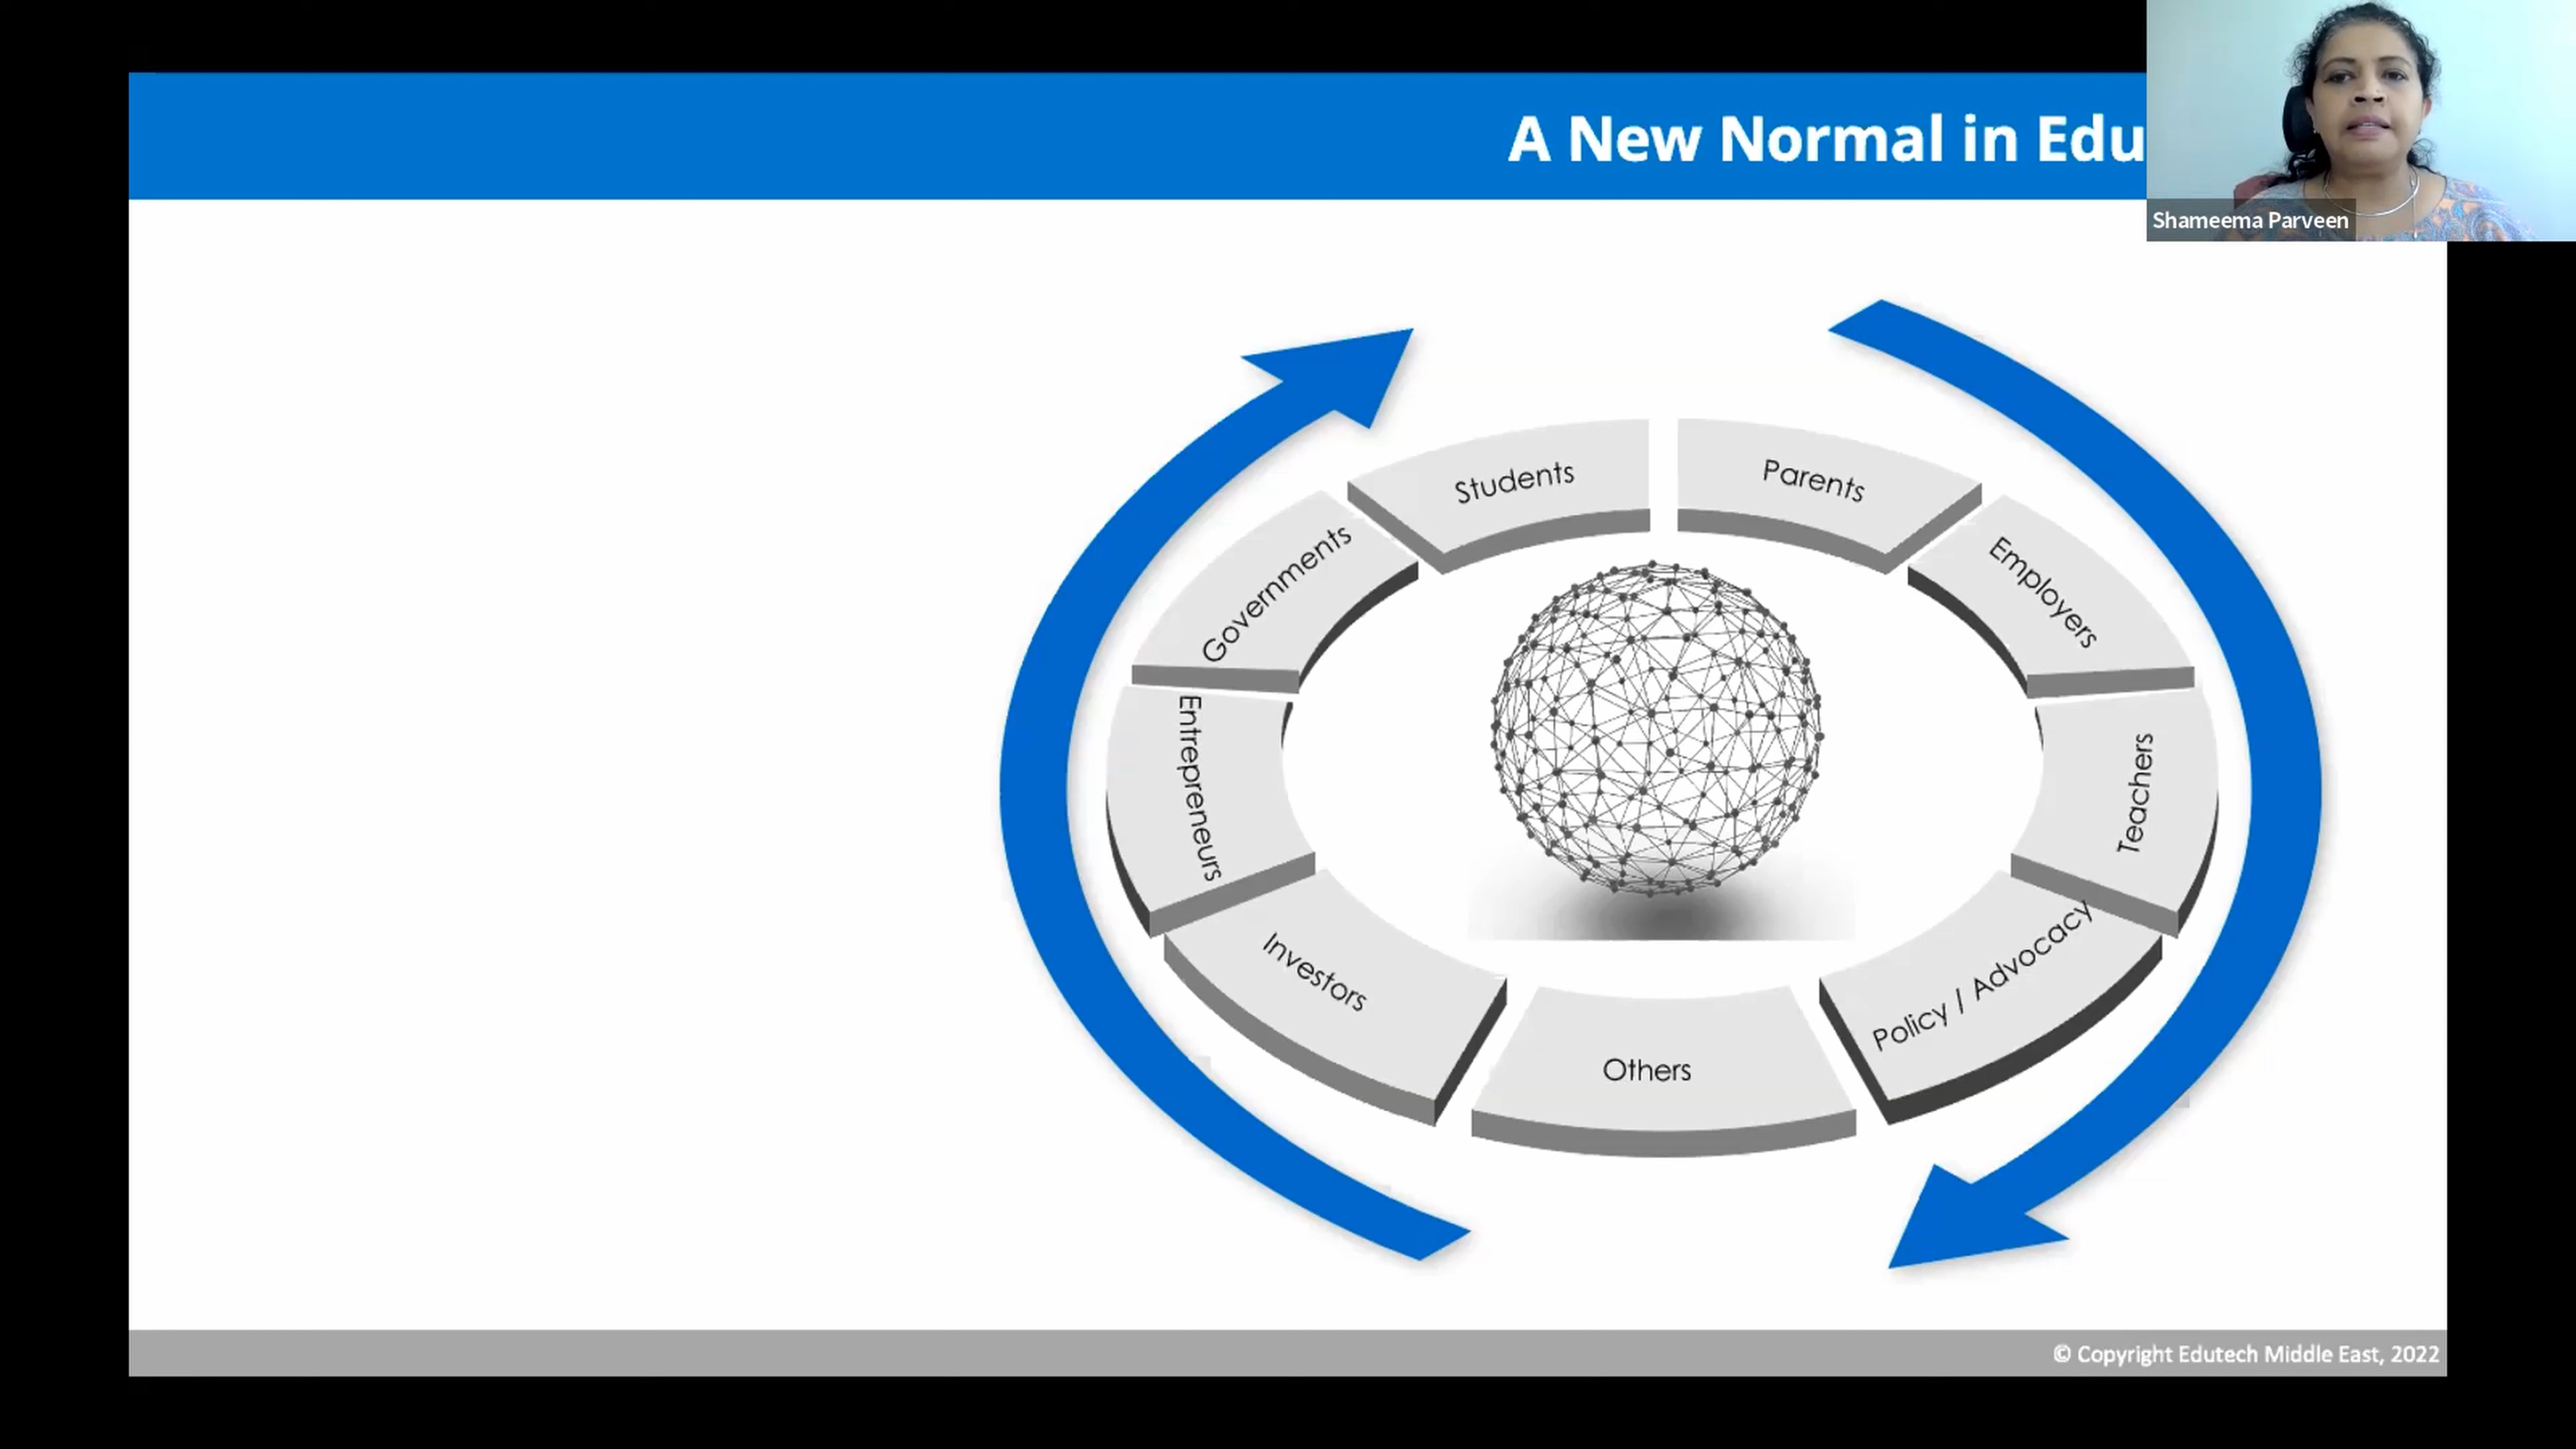 A New Normal in Edu
Shameema Parveen
Students
Parents
Governments
Employers
Entrepreneurs
Teachers
Investors
Policy / Advocacy
Others
© Copyright Edutech Middle East, 2022